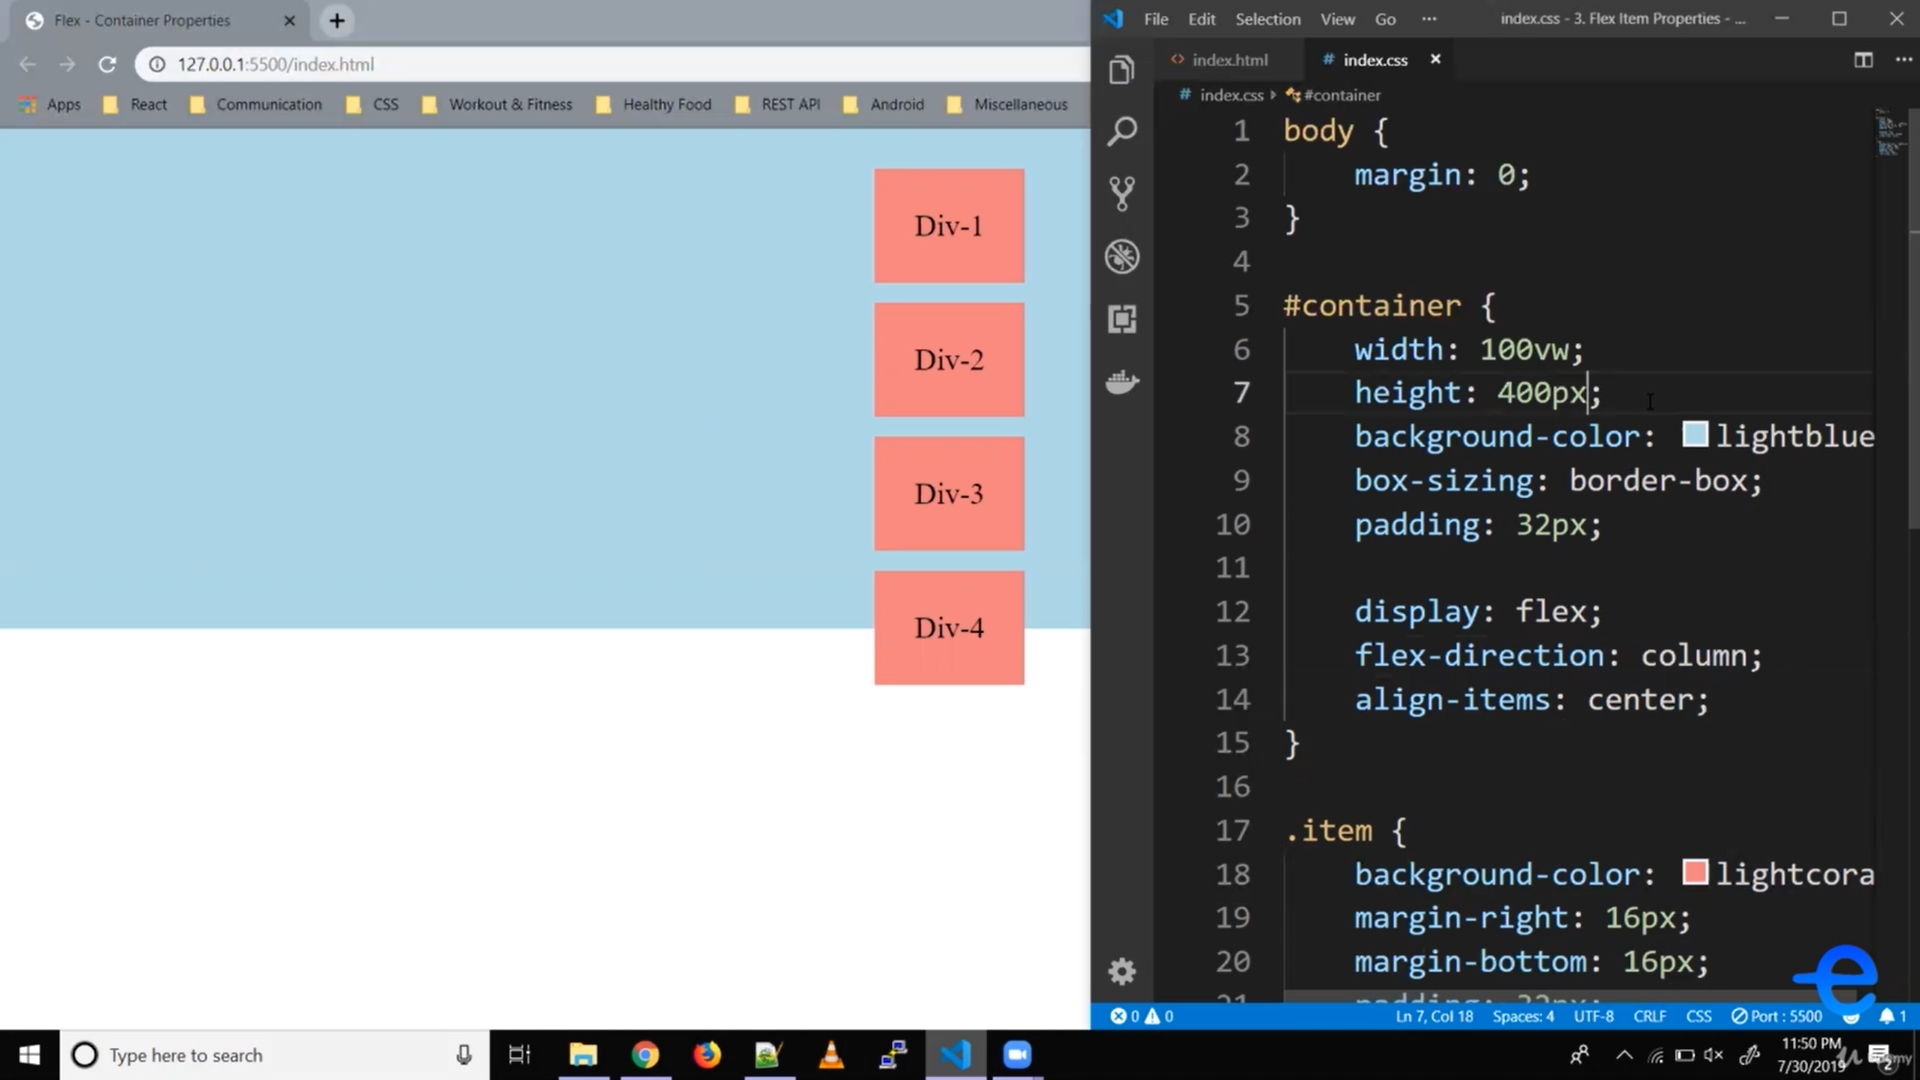 Flex - Container Properties
127.0.0.1:5500/index.html
Apps React Communication CSS Workout & Fitness Healthy Food REST API Android Miscellaneous
Div-1
Div-2
Div-3
Div-4
File Edit Selection View Go ··· index.css - 3. Flex Item Properties - ...
index.html index.css
index.css #container
1 body {
2 margin: 0;
3 }
4
5 #container {
6 width: 100vw;
7 height: 400px;
8 background-color: lightblue
9 box-sizing: border-box;
10 padding: 32px;
11
12 display: flex;
13 flex-direction: column;
14 align-items: center;
15 }
16
17 .item {
18 background-color: lightcora
19 margin-right: 16px;
20 margin-bottom: 16px;
21 padding: 32px;
0 0 Ln 7, Col 18 Spaces: 4 UTF-8 CRLF CSS Port : 5500 1
Type here to search
11:50 PM
7/30/2019
2